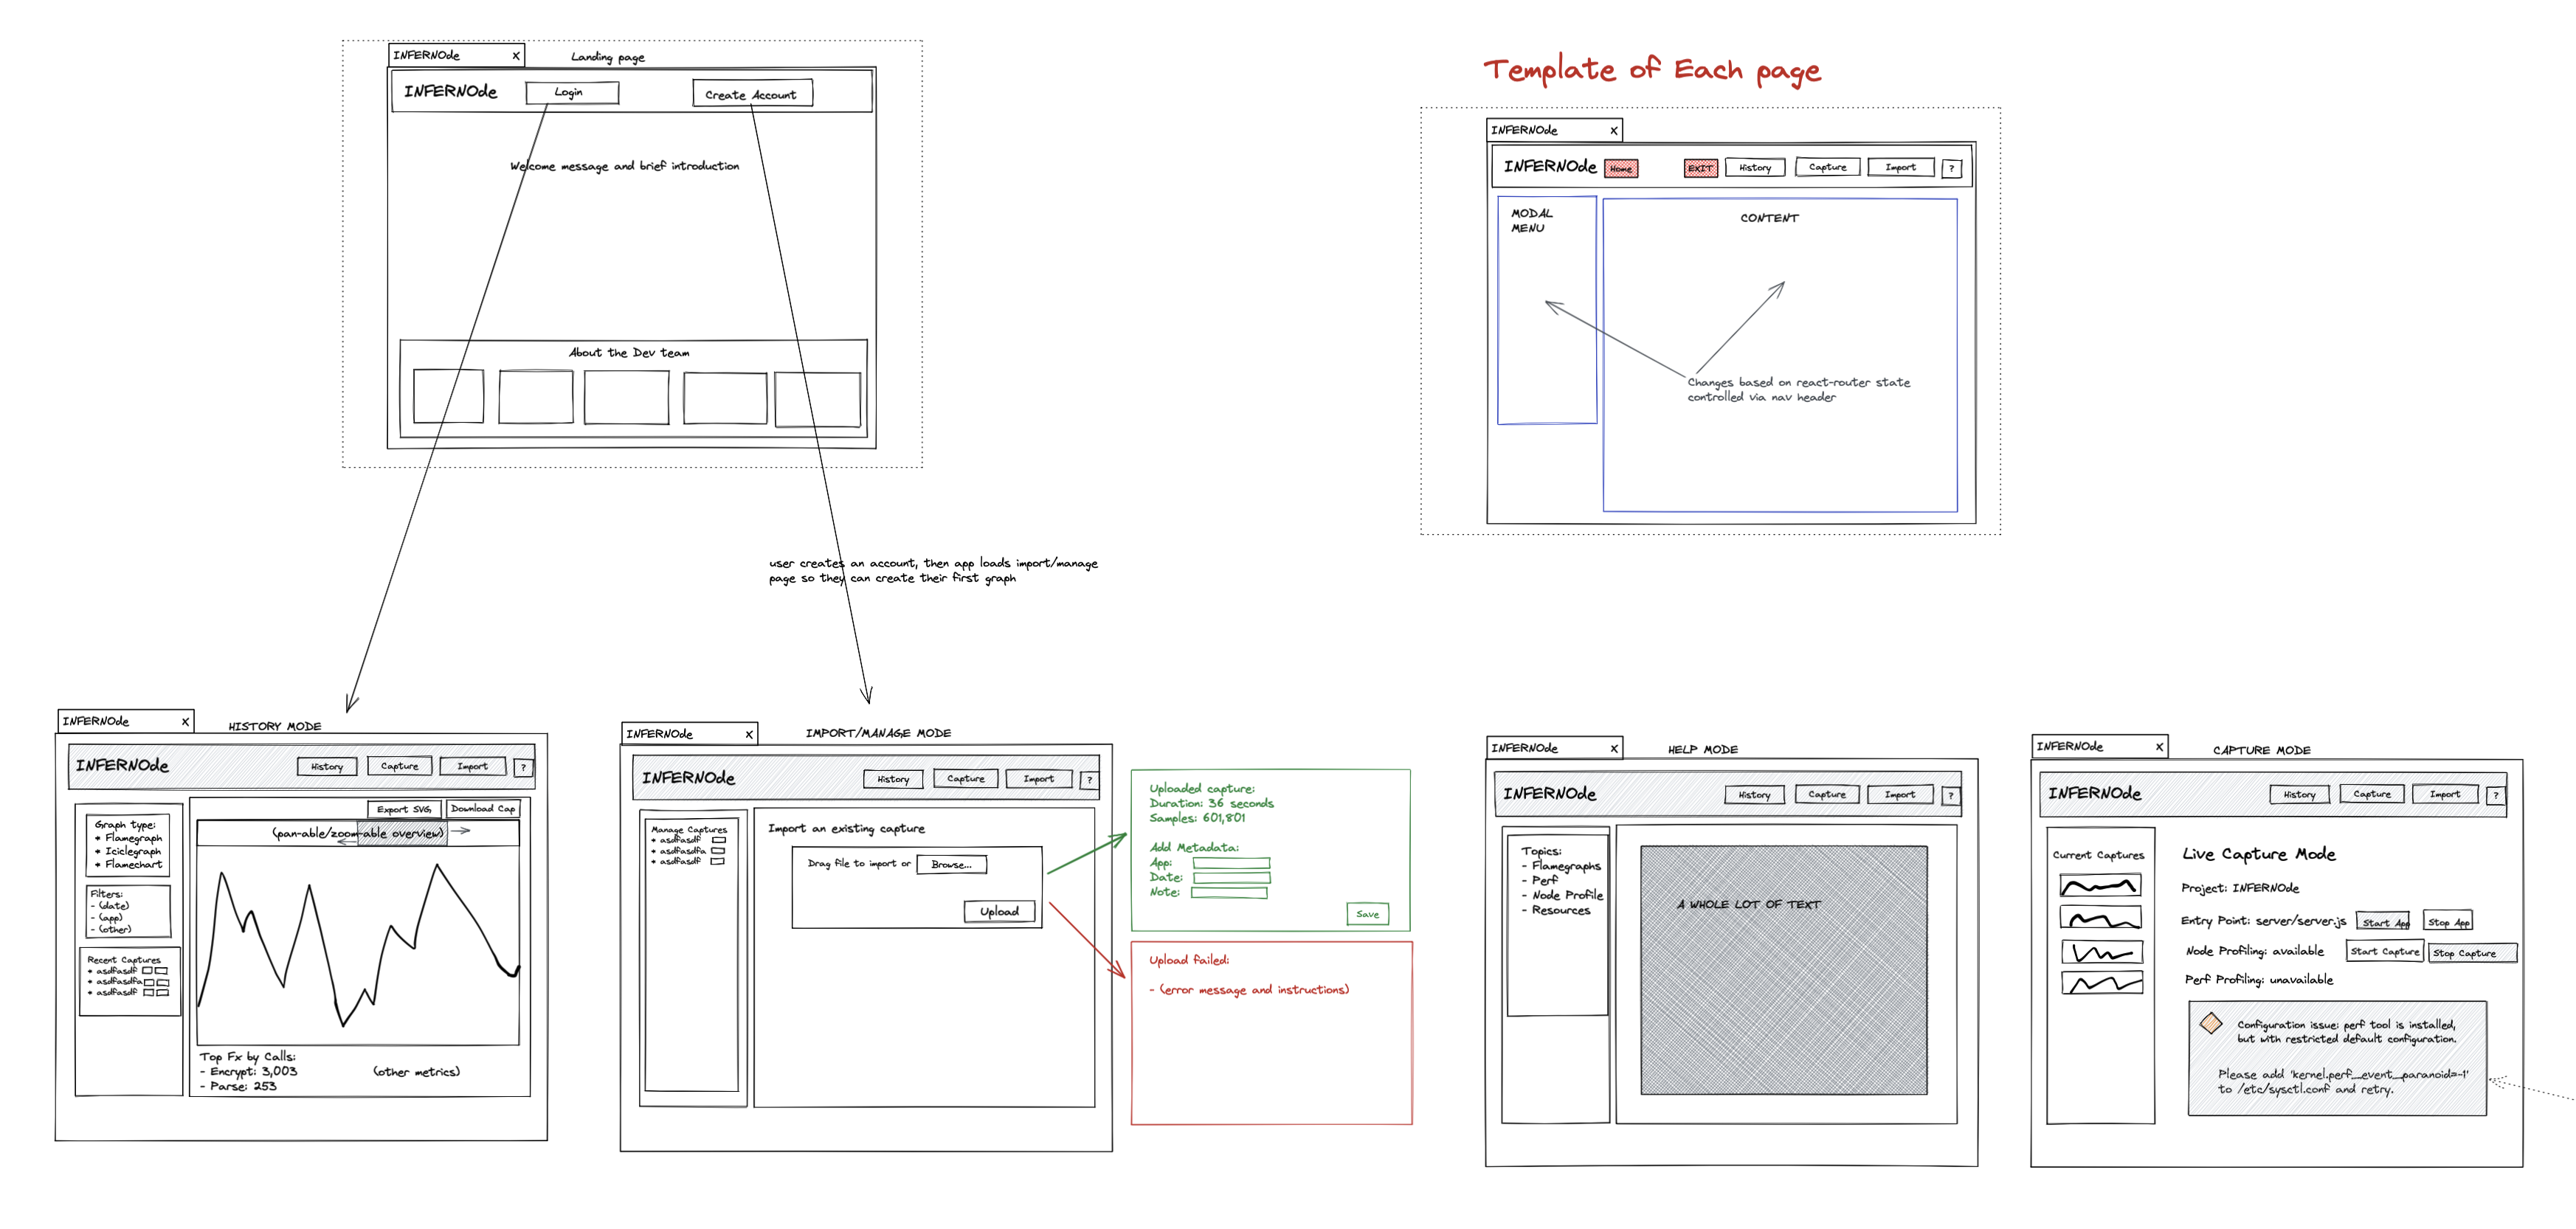 INFERNOde X
Landing page
INFERNOde
Login
Create Account
Welcome message and brief introduction
About the Dev team
Template of Each page
INFERNOde X
INFERNOde
Home
EXIT
History
Capture
Import
?
MODAL
MENU
CONTENT
Changes based on react-router state
controlled via nav header
user creates an account, then app loads import/manage
page so they can create their first graph
INFERNOde X
HISTORY MODE
INFERNOde
History
Capture
Import
?
Export SVG
Download Cap
(pan-able/zoom-able overview)
Graph type:
* Flamegraph
* Iciclegraph
* Flamechart
Filters:
- (date)
- (app)
- (other)
Recent Captures
* asdfasdf
* asdfasdfa
* asdfasdf
Top Fx by Calls:
- Encrypt: 3,003
- Parse: 253
(other metrics)
INFERNOde X
IMPORT/MANAGE MODE
INFERNOde
History
Capture
Import
?
Manage Captures
* asdfasdf
* asdfasdfa
* asdfasdf
Import an existing capture
Drag file to import or
Browse...
Upload
Uploaded capture:
Duration: 36 seconds
Samples: 601,801
Add Metadata:
App:
Date:
Note:
Save
Upload failed:
- (error message and instructions)
INFERNOde X
HELP MODE
INFERNOde
History
Capture
Import
?
Topics:
- Flamegraphs
- Perf
- Node Profile
- Resources
A WHOLE LOT OF TEXT
INFERNOde X
CAPTURE MODE
INFERNOde
History
Capture
Import
?
Current Captures
Live Capture Mode
Project: INFERNOde
Entry Point: server/server.js
Start App
Stop App
Node Profiling: available
Start Capture
Stop Capture
Perf Profiling: unavailable
Configuration issue: perf tool is installed,
but with restricted default configuration.
Please add 'kernel.perf_event_paranoid=-1'
to /etc/sysctl.conf and retry.